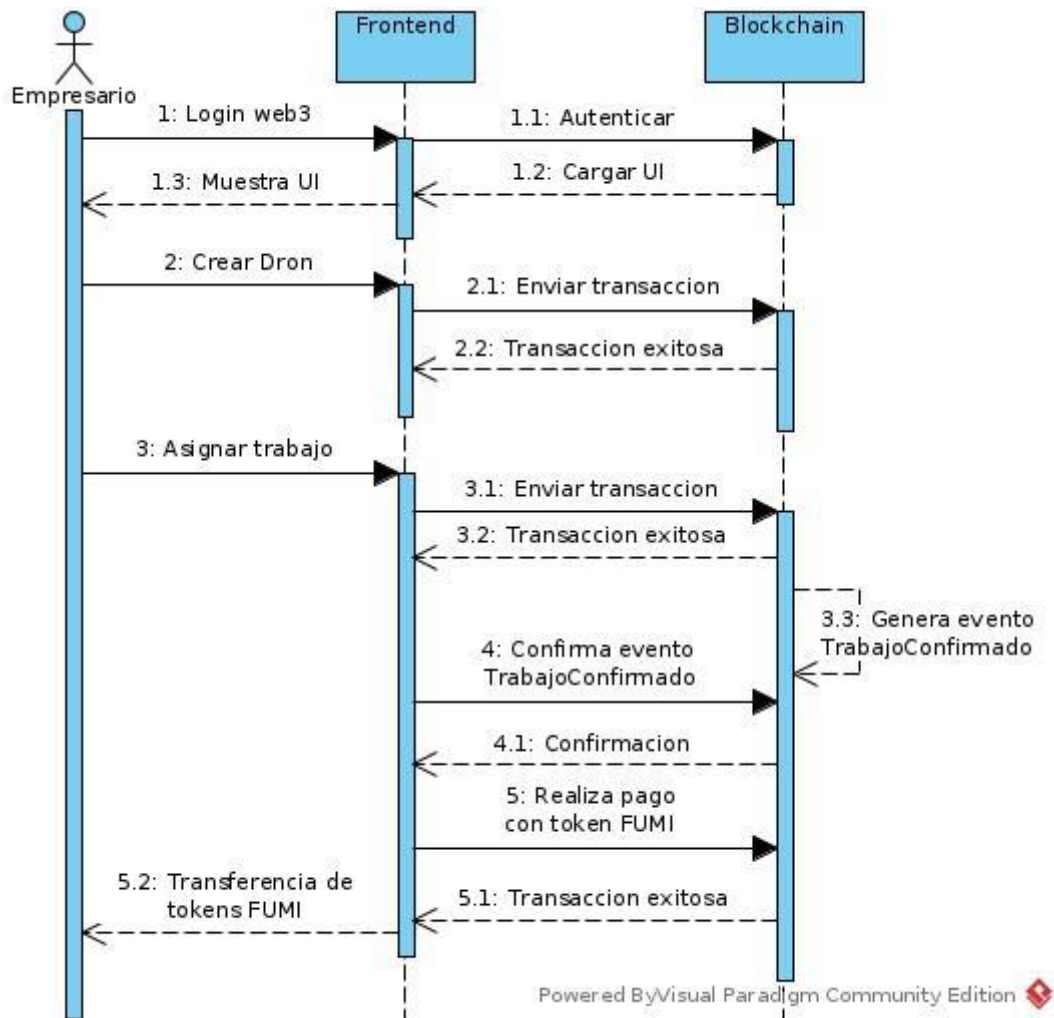 Frontend
Blockchain
Empresario
1: Login web3
1.1: Autenticar
1.2: Cargar UI
1.3: Muestra UI
2: Crear Dron
2.1: Enviar transaccion
2.2: Transaccion exitosa
3: Asignar trabajo
3.1: Enviar transaccion
3.2: Transaccion exitosa
3.3: Genera evento
TrabajoConfirmado
4: Confirma evento
TrabajoConfirmado
4.1: Confirmacion
5: Realiza pago
con token FUMI
5.1: Transaccion exitosa
5.2: Transferencia de
tokens FUMI
Powered ByVisual Paradigm Community Edition